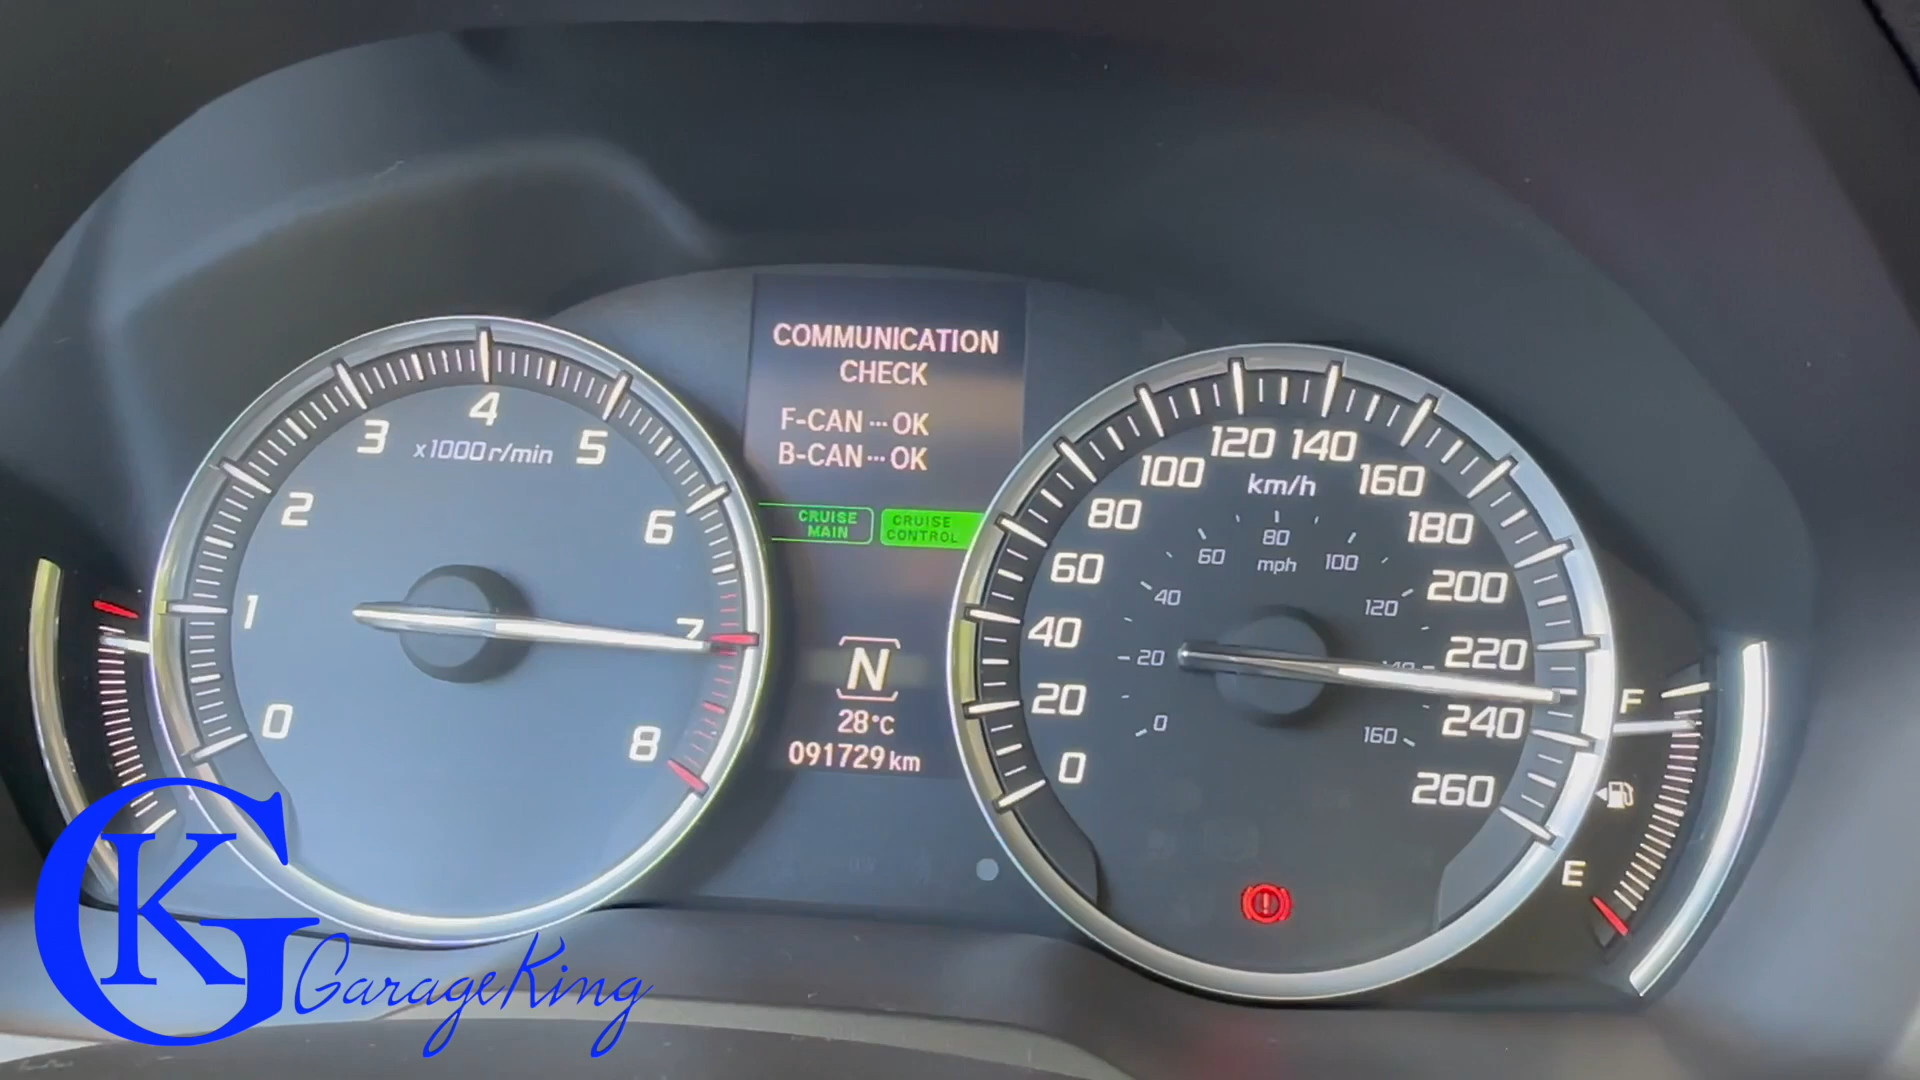 COMMUNICATION
CHECK
F-CAN ··· OK
B-CAN ··· OK
CRUISE MAIN
CRUISE CONTROL
N
28°C
091729 km
0
1
2
3
4
5
6
7
8
x1000 r/min
0
20
40
60
80
100
120
140
160
180
200
220
240
260
km/h
0
20
40
60
80
mph
100
120
140
160
F
E
GK
GarageKing